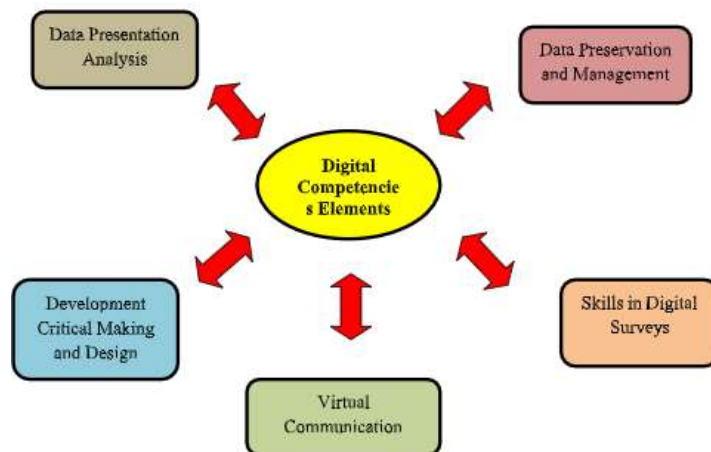 Data Presentation
Analysis
Data Preservation
and Management
Digital
Competencie
s Elements
Development
Critical Making
and Design
Skills in Digital
Surveys
Virtual
Communication